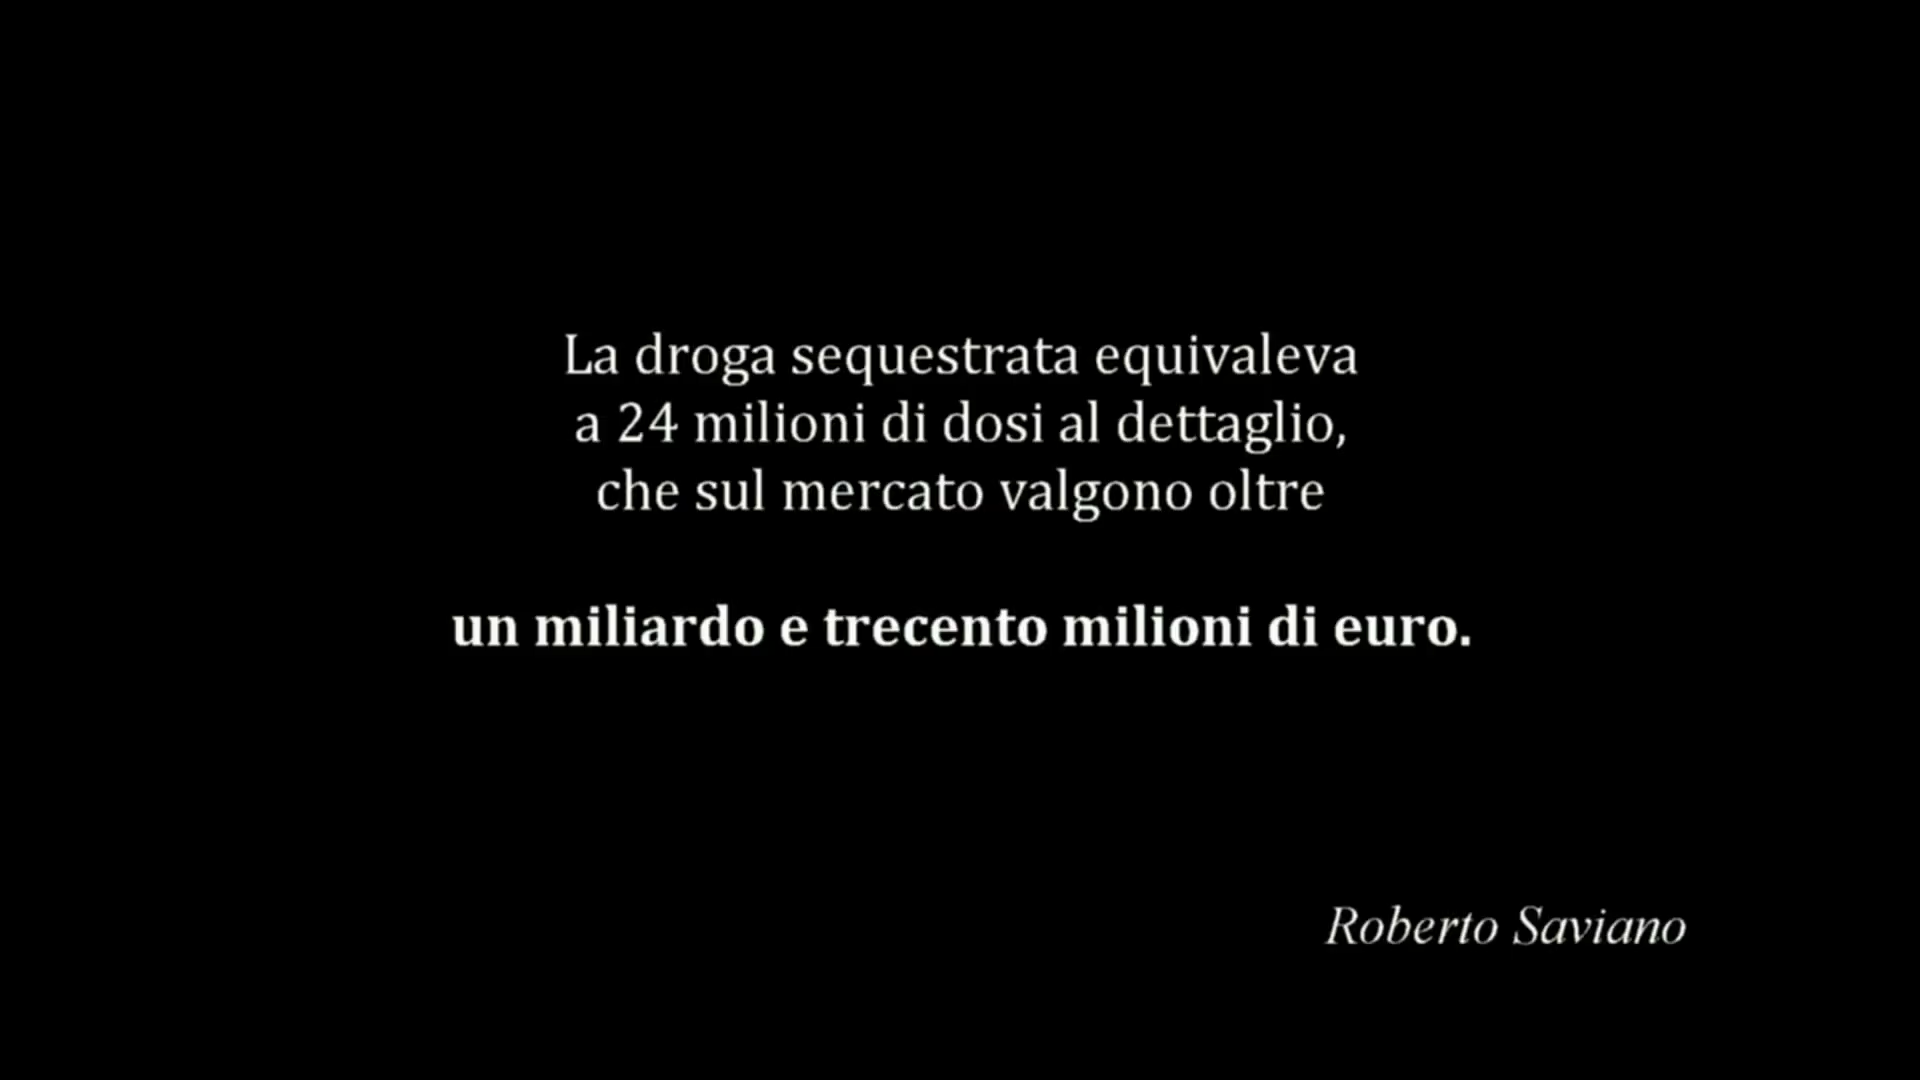 La droga sequestrata equivaleva
a 24 milioni di dosi al dettaglio,
che sul mercato valgono oltre
un miliardo e trecento milioni di euro.
Roberto Saviano